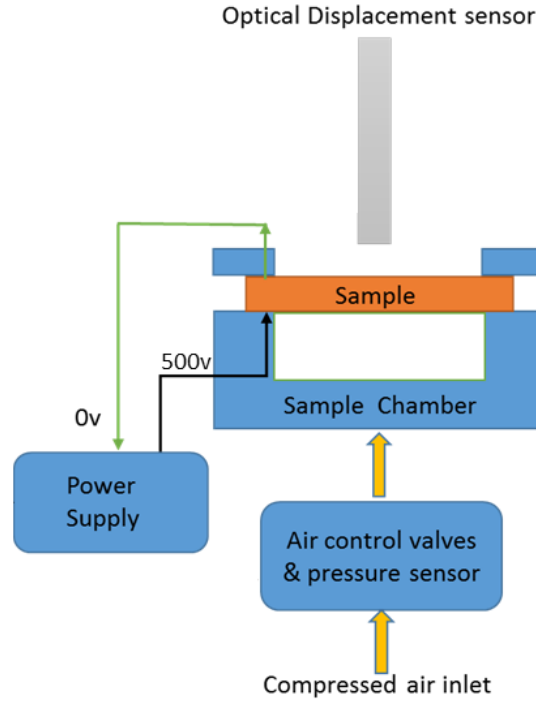 Optical Displacement sensor
Sample
500v
Sample Chamber
0v
Power
Supply
Air control valves
& pressure sensor
Compressed air inlet